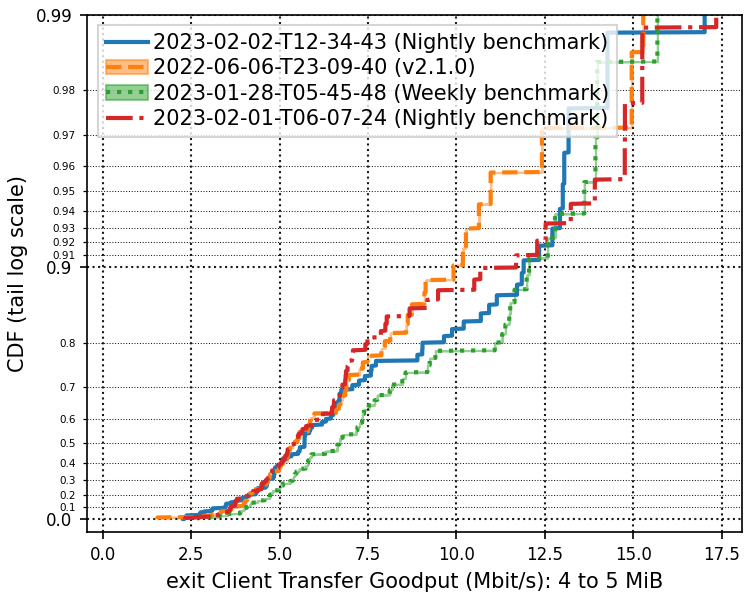 0.99
2023-02-02-T12-34-43 (Nightly benchmark)
2022-06-06-T23-09-40 (v2.1.0)
2023-01-28-T05-45-48 (Weekly benchmark)
2023-02-01-T06-07-24 (Nightly benchmark)
0.98
0.97
0.96
0.95
0.94
0.93
0.92
0.91
0.9
0.8
0.7
0.6
0.5
0.4
0.3
0.2
0.1
0.0
CDF (tail log scale)
0.0 2.5 5.0 7.5 10.0 12.5 15.0 17.5
exit Client Transfer Goodput (Mbit/s): 4 to 5 MiB